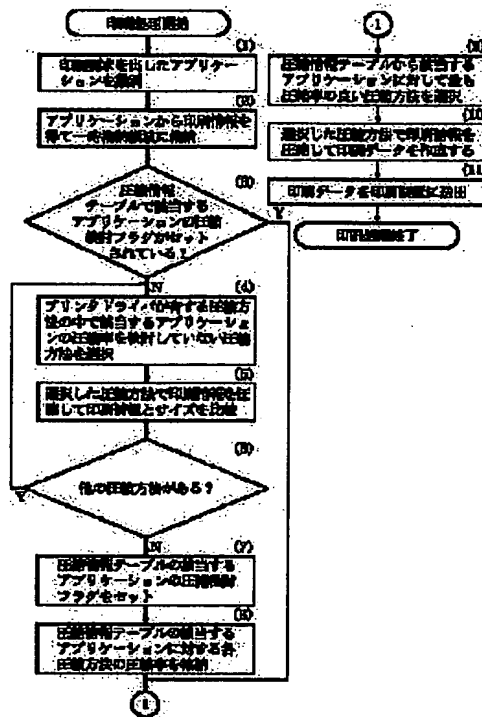 印刷処理開始
(1)
印刷要求を出したアプリケー
ションを識別
(2)
アプリケーションから印刷情報を
得て一時格納領域に格納
(3)
圧縮情報
テーブルで該当する
アプリケーションの圧縮
検討フラグがセット
されている？
Y
N
(4)
プリンタドライバが有する圧縮方
法の中で該当するアプリケーショ
ンの圧縮率を検討していない圧縮
方法を選択
(5)
選択した圧縮方法で印刷情報を圧
縮して印刷情報とサイズを比較
(6)
他の圧縮方法がある？
Y
N
(7)
圧縮情報テーブルの該当する
アプリケーションの圧縮検討
フラグをセット
(8)
圧縮情報テーブルの該当する
アプリケーションに対する各
圧縮方法の圧縮率を格納
1
1
(9)
圧縮情報テーブルから該当する
アプリケーションに対して最も
圧縮率の良い圧縮方法を選択
(10)
選択した圧縮方法で印刷情報を
圧縮して印刷データを作成する
(11)
印刷データを印刷装置に送出
印刷処理終了